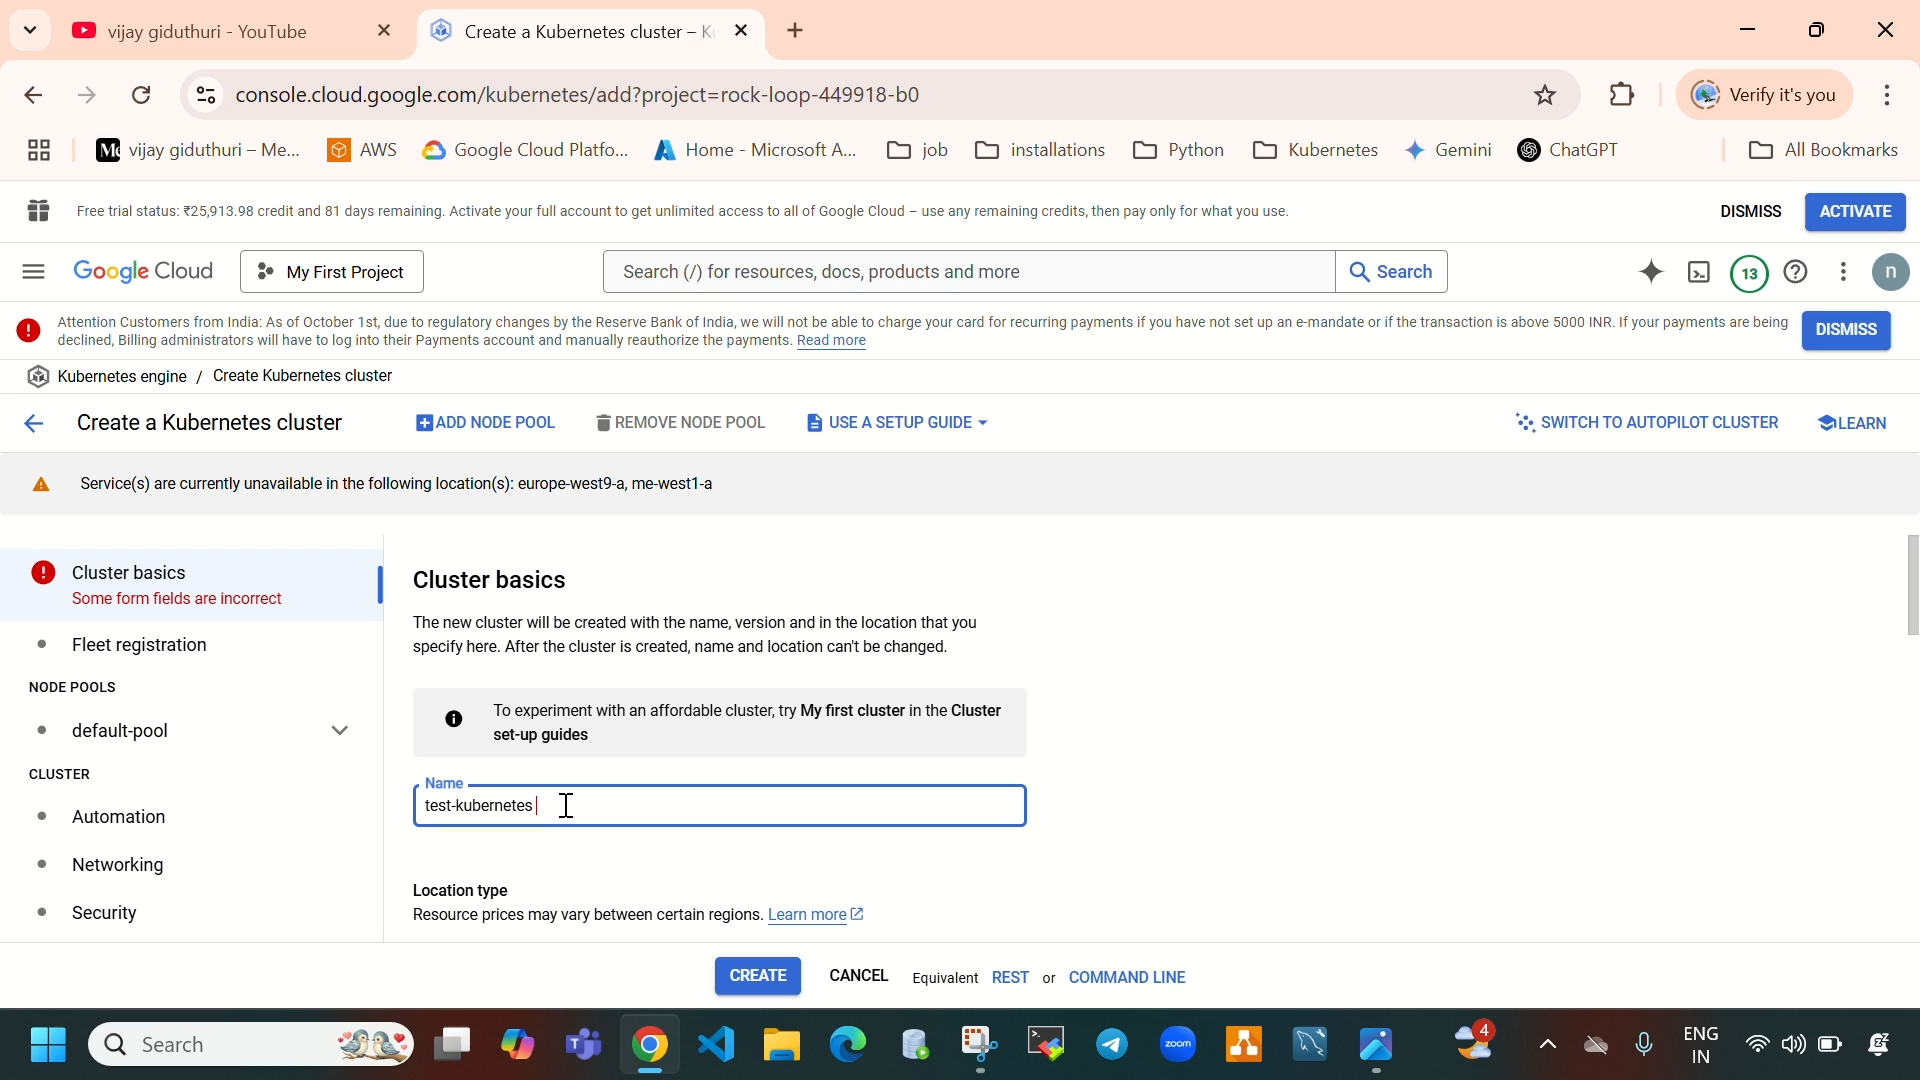 vijay giduthuri - YouTube
Create a Kubernetes cluster – K
console.cloud.google.com/kubernetes/add?project=rock-loop-449918-b0
Verify it's you
vijay giduthuri – Me...
AWS
Google Cloud Platfo...
Home - Microsoft A...
job
installations
Python
Kubernetes
Gemini
ChatGPT
All Bookmarks
Free trial status: ₹25,913.98 credit and 81 days remaining. Activate your full account to get unlimited access to all of Google Cloud – use any remaining credits, then pay only for what you use.
DISMISS
ACTIVATE
Google Cloud
My First Project
Search (/) for resources, docs, products and more
Search
13
n
Attention Customers from India: As of October 1st, due to regulatory changes by the Reserve Bank of India, we will not be able to charge your card for recurring payments if you have not set up an e-mandate or if the transaction is above 5000 INR. If your payments are being
declined, Billing administrators will have to log into their Payments account and manually reauthorize the payments. Read more
DISMISS
Kubernetes engine / Create Kubernetes cluster
Create a Kubernetes cluster
ADD NODE POOL
REMOVE NODE POOL
USE A SETUP GUIDE
SWITCH TO AUTOPILOT CLUSTER
LEARN
Service(s) are currently unavailable in the following location(s): europe-west9-a, me-west1-a
Cluster basics
Some form fields are incorrect
Fleet registration
NODE POOLS
default-pool
CLUSTER
Automation
Networking
Security
Cluster basics
The new cluster will be created with the name, version and in the location that you
specify here. After the cluster is created, name and location can't be changed.
To experiment with an affordable cluster, try My first cluster in the Cluster
set-up guides
Name
test-kubernetes
Location type
Resource prices may vary between certain regions. Learn more
CREATE
CANCEL
Equivalent REST or COMMAND LINE
Search
zoom
4
ENG
IN